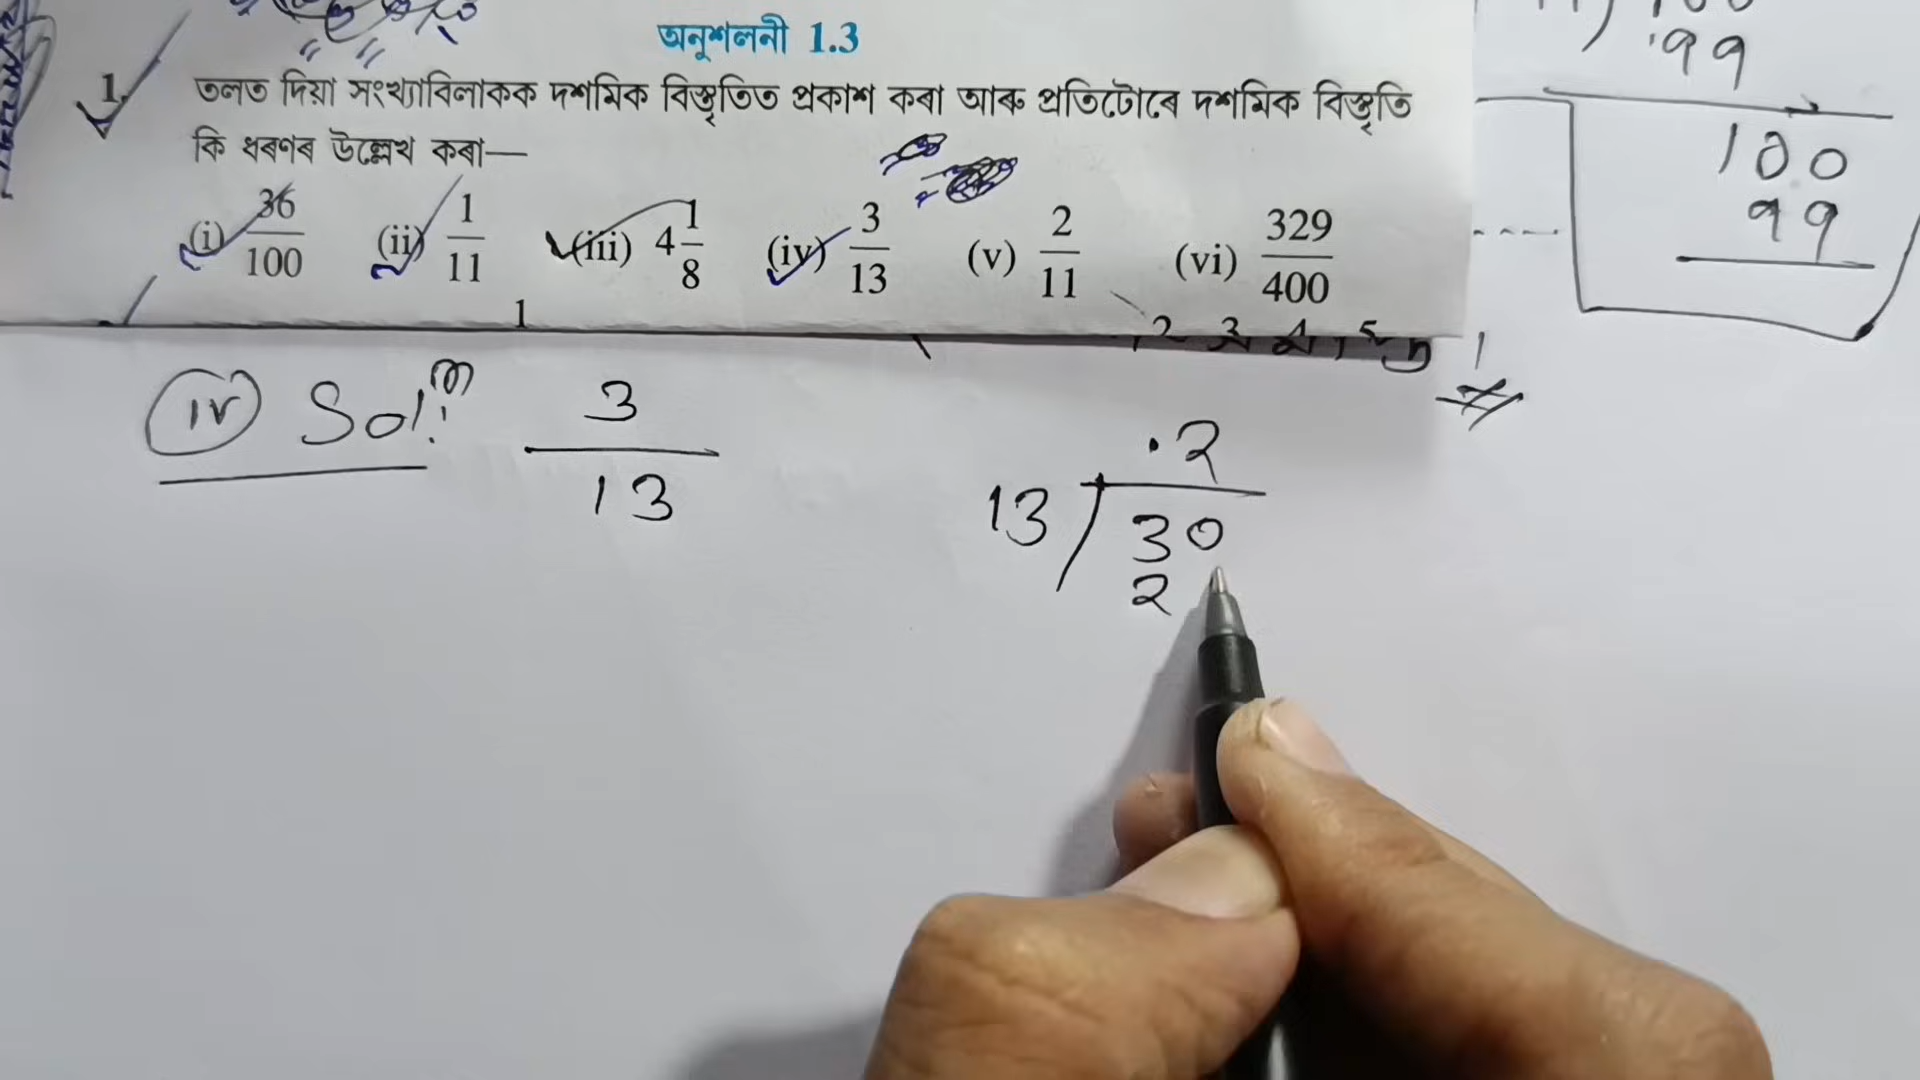 অনুশলনী 1.3
1. তলত দিয়া সংখ্যাবিলাকক দশমিক বিস্তৃতিত প্ৰকাশ কৰা আৰু প্ৰতিটোৰে দশমিক বিস্তৃতি
কি ধৰণৰ উল্লেখ কৰা—
(i) 36/100 (ii) 1/11 (iii) 4 1/8 (iv) 3/13 (v) 2/11 (vi) 329/400
99
100
99
1
iv Sol.m 3/13
.2
13 30
2